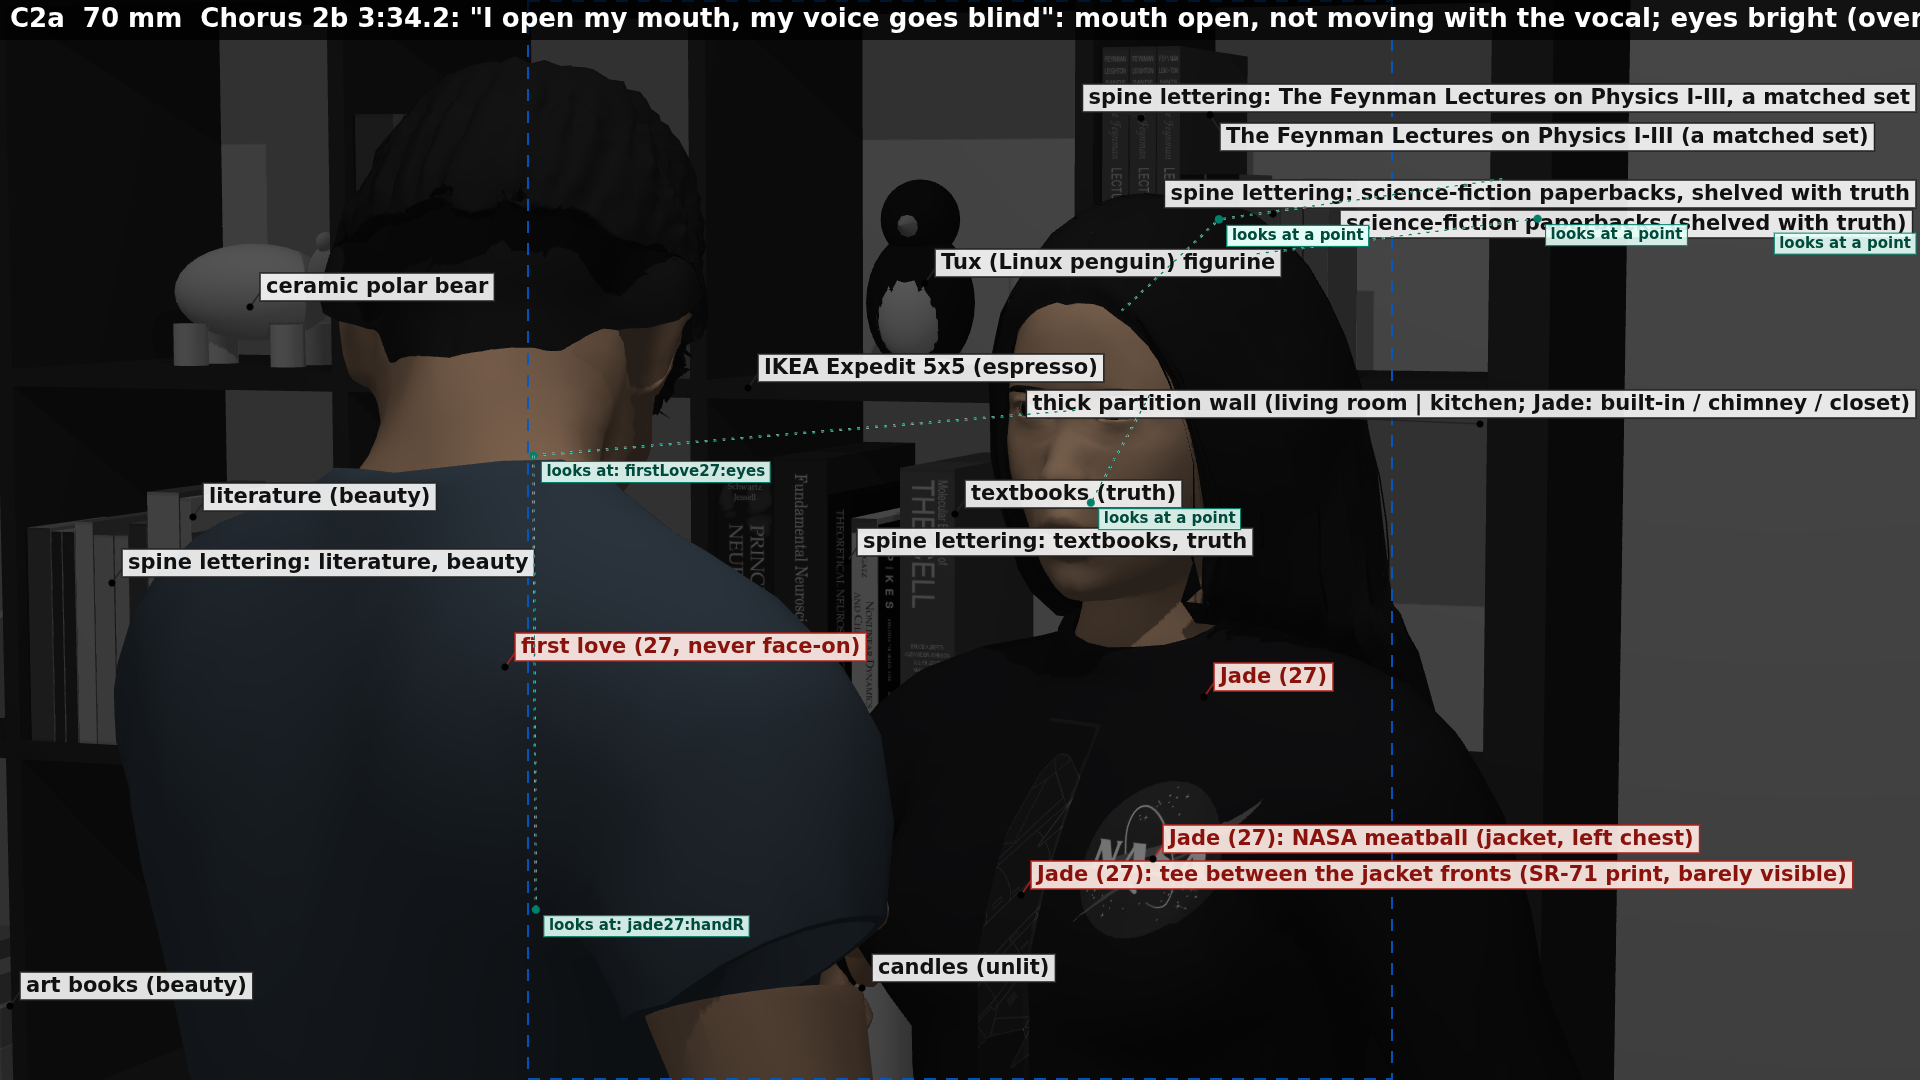 C2a 70 mm Chorus 2b 3:34.2: "I open my mouth, my voice goes blind": mouth open, not moving with the vocal; eyes bright (over
spine lettering: The Feynman Lectures on Physics I-III, a matched set
The Feynman Lectures on Physics I-III (a matched set)
spine lettering: science-fiction paperbacks, shelved with truth
science-fiction paperbacks (shelved with truth)
looks at a point
looks at a point
looks at a point
Tux (Linux penguin) figurine
ceramic polar bear
IKEA Expedit 5x5 (espresso)
thick partition wall (living room | kitchen; Jade: built-in / chimney / closet)
looks at: firstLove27:eyes
literature (beauty)
textbooks (truth)
looks at a point
spine lettering: textbooks, truth
spine lettering: literature, beauty
first love (27, never face-on)
Jade (27)
Jade (27): NASA meatball (jacket, left chest)
Jade (27): tee between the jacket fronts (SR-71 print, barely visible)
looks at: jade27:handR
candles (unlit)
art books (beauty)
Schwartz
Jessell
Fundamental Neurosci
THE CELL
SPIKES